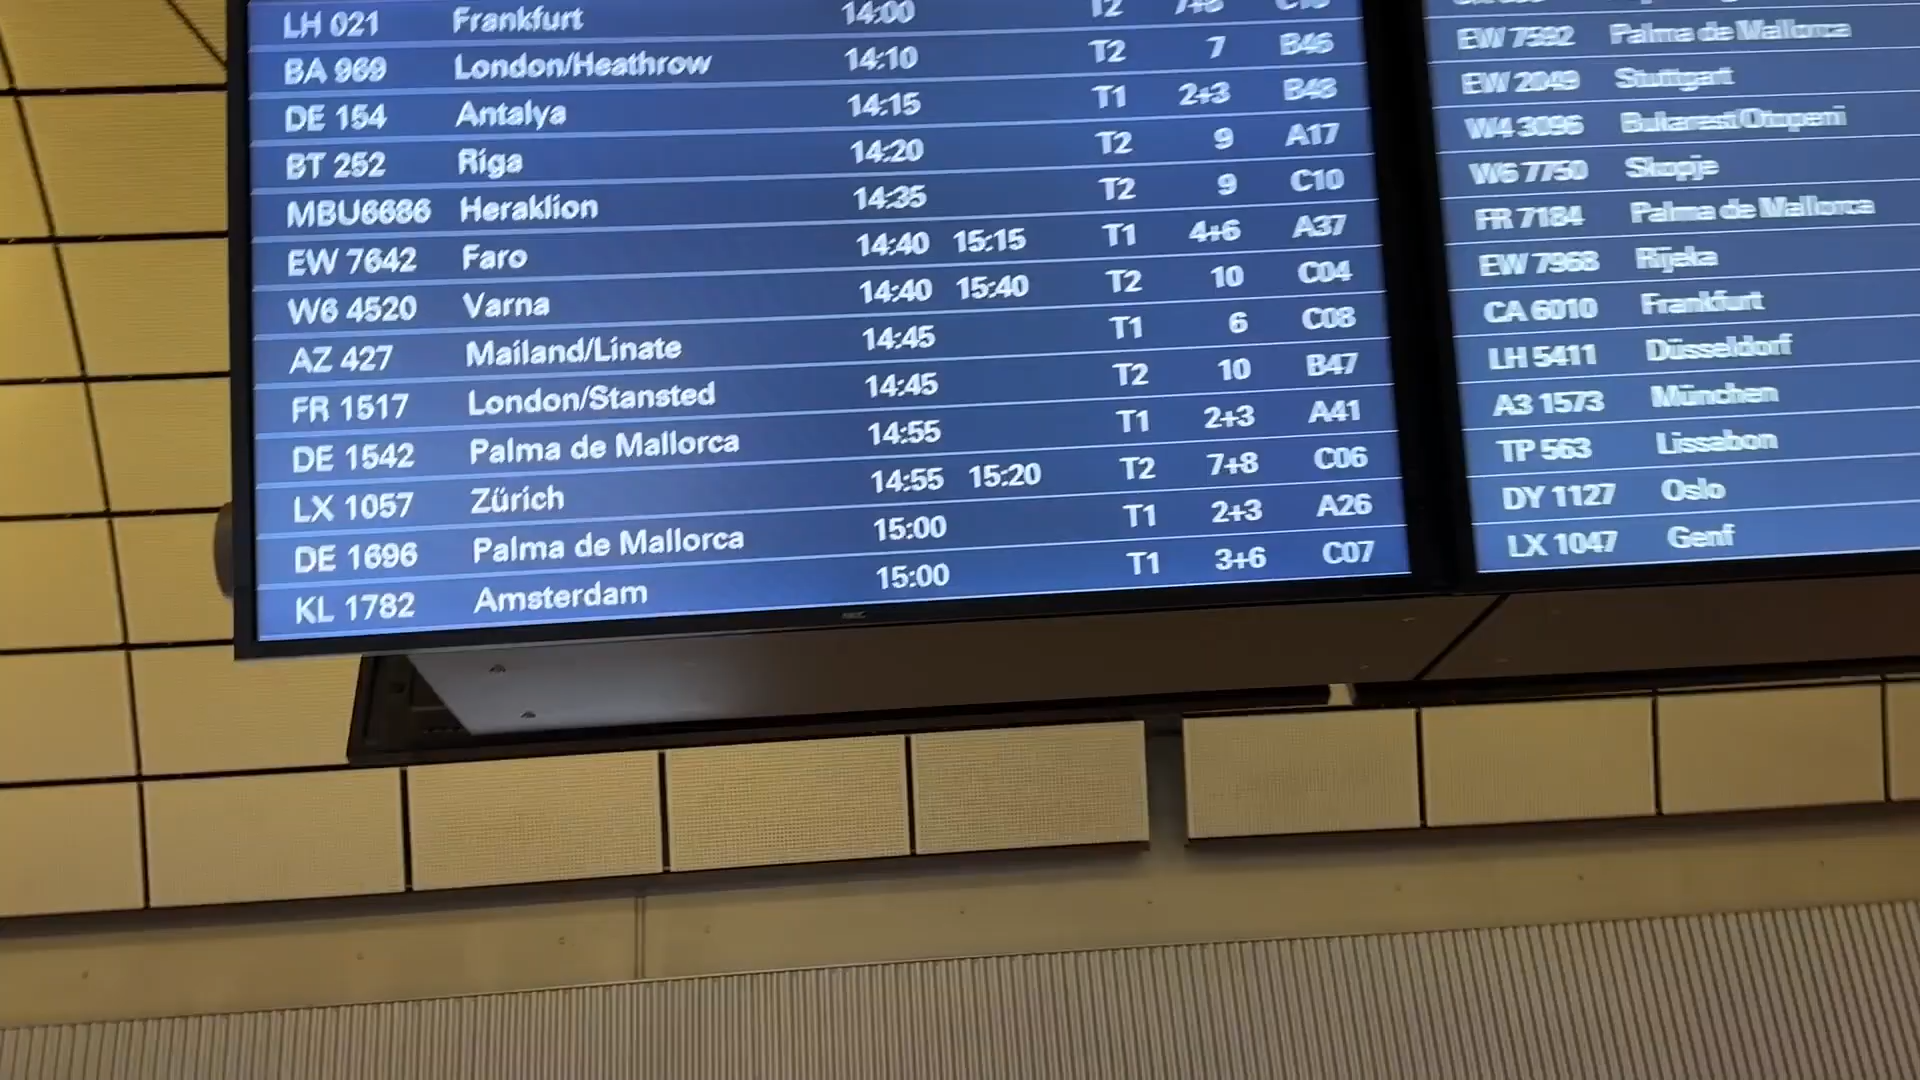 LH 021 Frankfurt 14:00 T2 7+8
BA 969 London/Heathrow 14:10 T2 7 B46
DE 154 Antalya 14:15 T1 2+3 B48
BT 252 Riga 14:20 T2 9 A17
MBU6686 Heraklion 14:35 T2 9 C10
EW 7642 Faro 14:40 15:15 T1 4+6 A37
W6 4520 Varna 14:40 15:40 T2 10 C04
AZ 427 Mailand/Linate 14:45 T1 6 C08
FR 1517 London/Stansted 14:45 T2 10 B47
DE 1542 Palma de Mallorca 14:55 T1 2+3 A41
LX 1057 Zürich 14:55 15:20 T2 7+8 C06
DE 1696 Palma de Mallorca 15:00 T1 2+3 A26
KL 1782 Amsterdam 15:00 T1 3+6 C07
EW 7592 Palma de Mallorca
EW 2049 Stuttgart
W4 3096 Bukarest/Otopeni
W6 7750 Skopje
FR 7184 Palma de Mallorca
EW 7968 Rijeka
CA 6010 Frankfurt
LH 5411 Düsseldorf
A3 1573 München
TP 563 Lissabon
DY 1127 Oslo
LX 1047 Genf